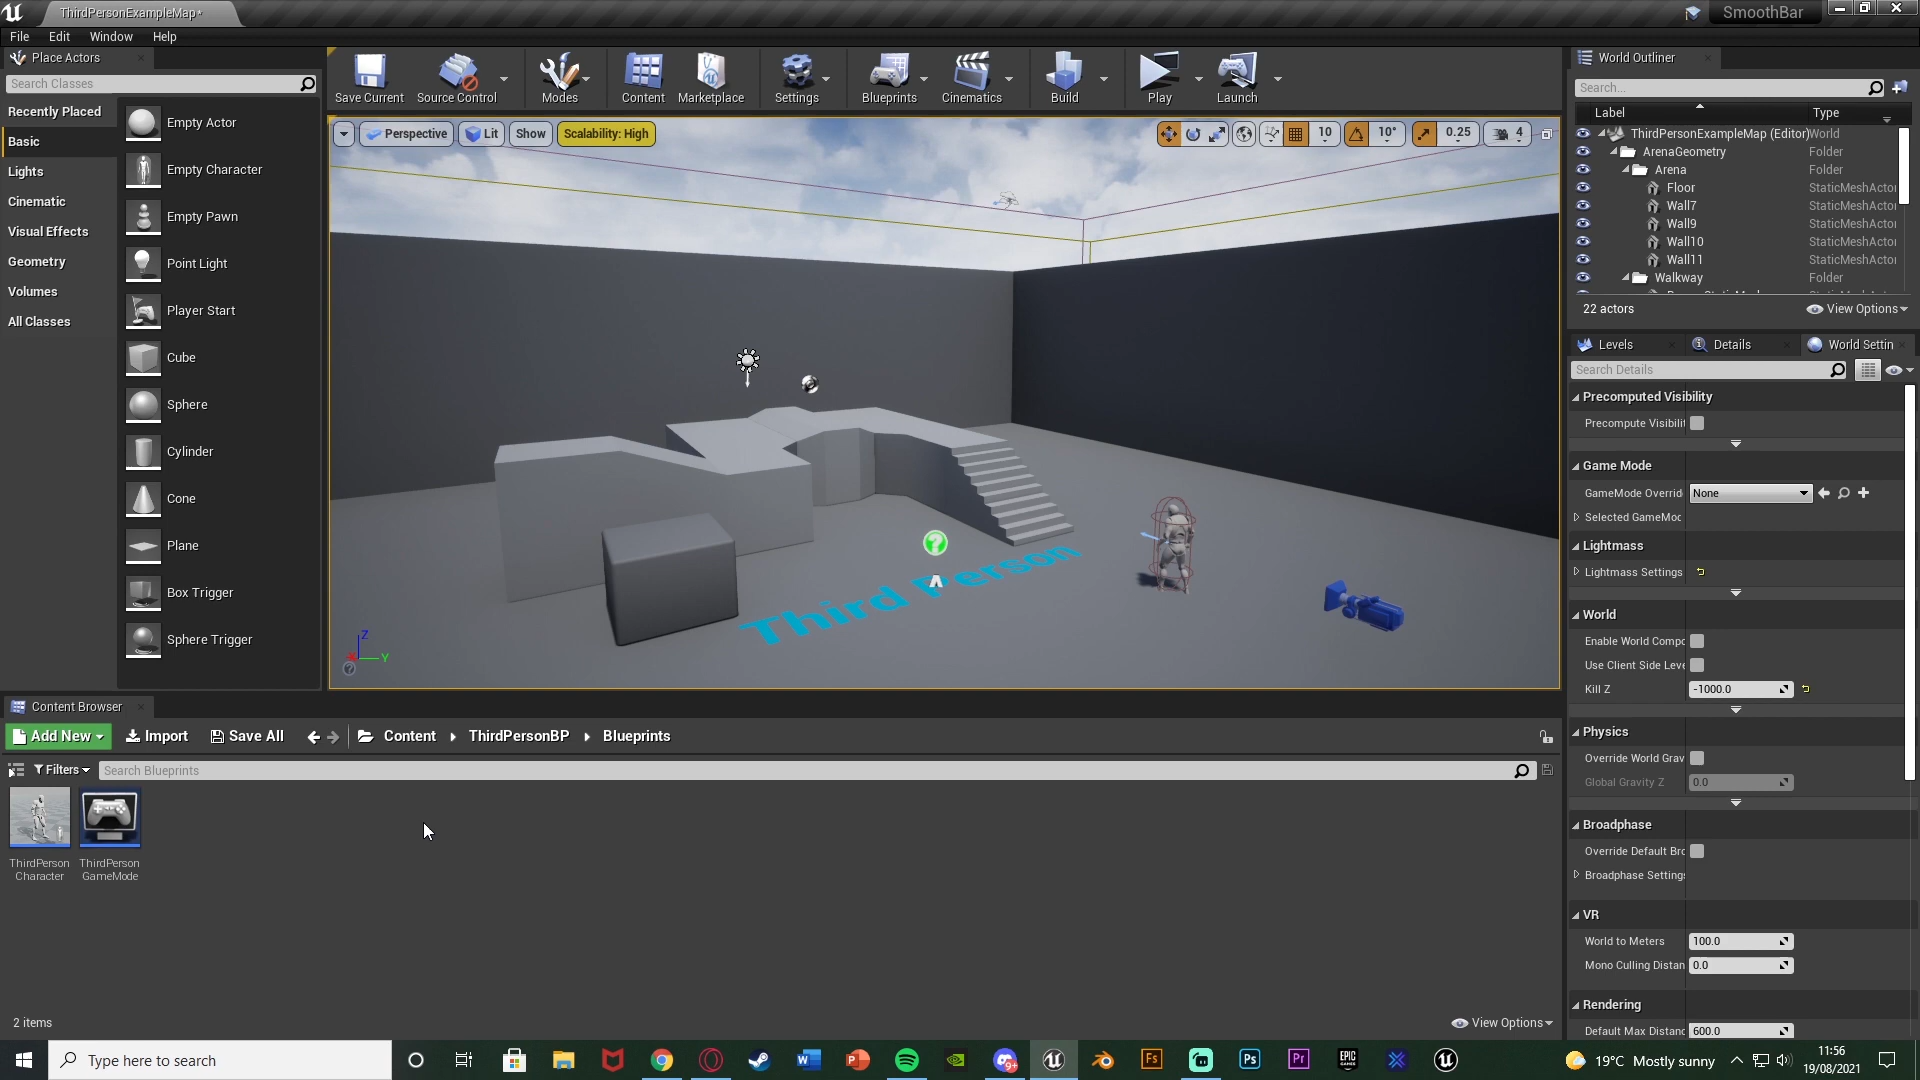 ThirdPersonExampleMap*
SmoothBar
File Edit Window Help
Place Actors
Search Classes
Recently Placed
Basic
Lights
Cinematic
Visual Effects
Geometry
Volumes
All Classes
Empty Actor
Empty Character
Empty Pawn
Point Light
Player Start
Cube
Sphere
Cylinder
Cone
Plane
Box Trigger
Sphere Trigger
Save Current
Source Control
Modes
Content
Marketplace
Settings
Blueprints
Cinematics
Build
Play
Launch
Perspective Lit Show Scalability: High
10 10° 0.25 4
Third Person
Z
Y
World Outliner
Search...
Label Type
ThirdPersonExampleMap (Editor) World
ArenaGeometry Folder
Arena Folder
Floor StaticMeshActor
Wall7 StaticMeshActor
Wall9 StaticMeshActor
Wall10 StaticMeshActor
Wall11 StaticMeshActor
Walkway Folder
22 actors View Options
Levels Details World Settin
Search Details
Precomputed Visibility
Precompute Visibilit
Game Mode
GameMode Overrid None
Selected GameMod
Lightmass
Lightmass Settings
World
Enable World Compo
Use Client Side Leve
Kill Z -1000.0
Physics
Override World Grav
Global Gravity Z 0.0
Broadphase
Override Default Bro
Broadphase Settings
VR
World to Meters 100.0
Mono Culling Distan 0.0
Rendering
Default Max Distanc 600.0
Content Browser
Add New Import Save All Content ThirdPersonBP Blueprints
Filters Search Blueprints
ThirdPerson
Character
ThirdPerson
GameMode
2 items View Options
Type here to search
19°C Mostly sunny
11:56
19/08/2021